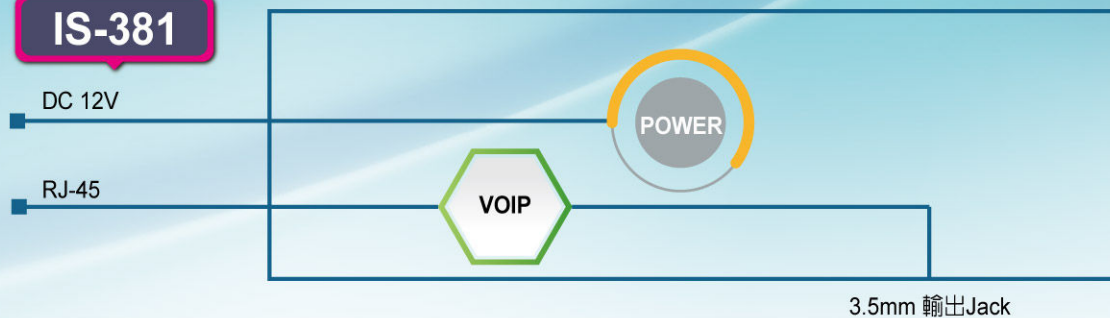 IS-381
DC 12V
POWER
RJ-45
VOIP
3.5mm 輸出Jack